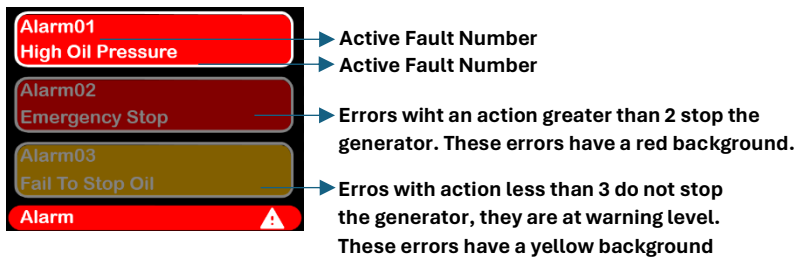 Alarm01
High Oil Pressure
Active Fault Number
Active Fault Number
Alarm02
Emergency Stop
Errors wiht an action greater than 2 stop the
generator. These errors have a red background.
Alarm03
Fail To Stop Oil
Erros with action less than 3 do not stop
the generator, they are at warning level.
These errors have a yellow background
Alarm